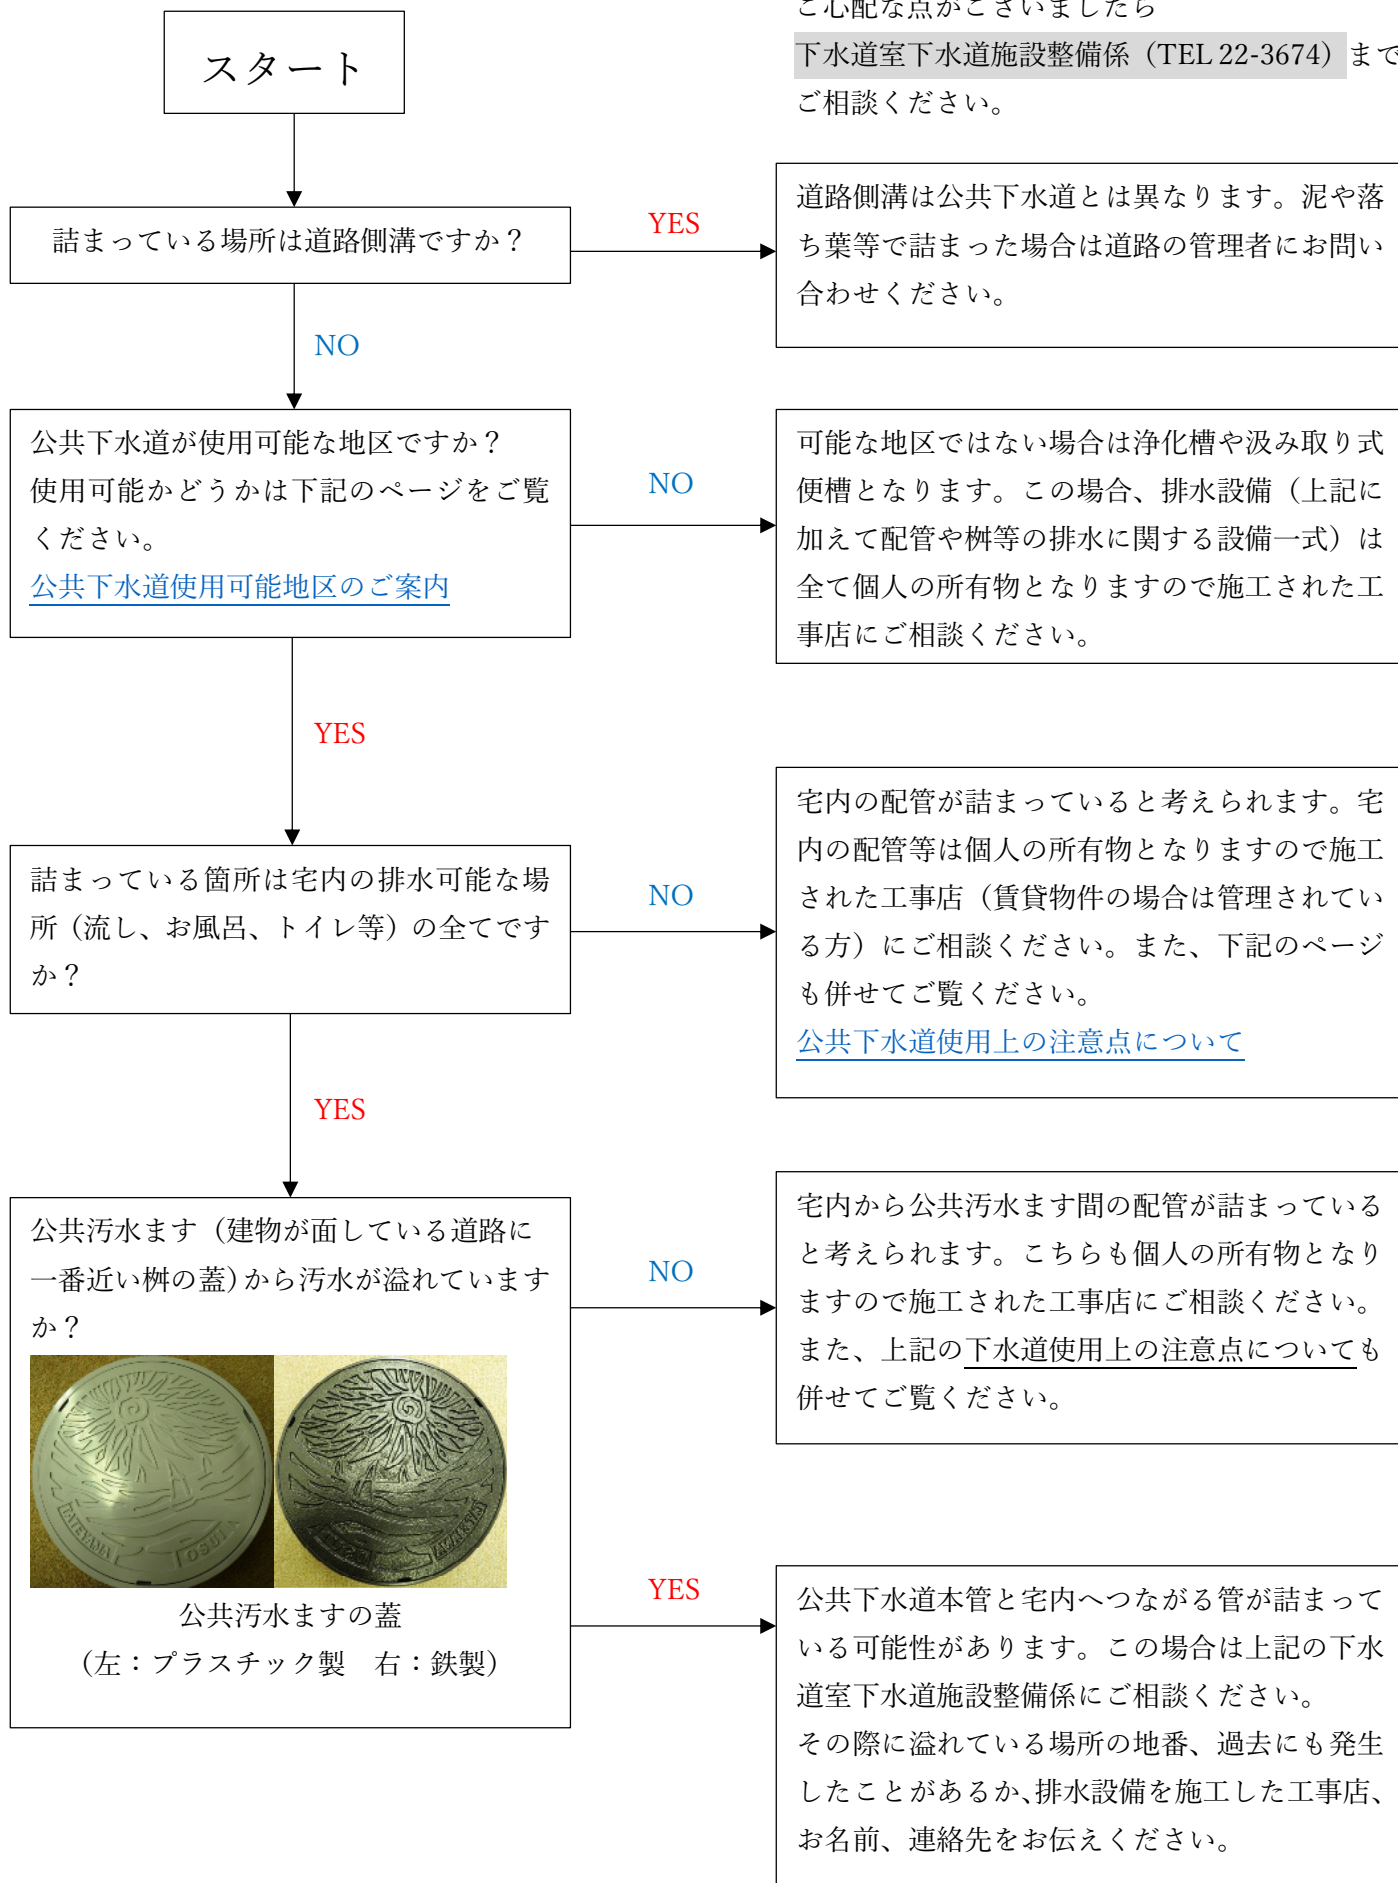 スタート
ご心配な点がございましたら
下水道室下水道施設整備係（TEL 22-3674）まで
ご相談ください。
詰まっている場所は道路側溝ですか？
YES
道路側溝は公共下水道とは異なります。泥や落
ち葉等で詰まった場合は道路の管理者にお問い
合わせください。
NO
公共下水道が使用可能な地区ですか？
使用可能かどうかは下記のページをご覧
ください。
公共下水道使用可能地区のご案内
NO
可能な地区ではない場合は浄化槽や汲み取り式
便槽となります。この場合、排水設備（上記に
加えて配管や桝等の排水に関する設備一式）は
全て個人の所有物となりますので施工された工
事店にご相談ください。
YES
詰まっている箇所は宅内の排水可能な場
所（流し、お風呂、トイレ等）の全てです
か？
NO
宅内の配管が詰まっていると考えられます。宅
内の配管等は個人の所有物となりますので施工
された工事店（賃貸物件の場合は管理されてい
る方）にご相談ください。また、下記のページ
も併せてご覧ください。
公共下水道使用上の注意点について
YES
公共汚水ます（建物が面している道路に
一番近い桝の蓋）から汚水が溢れています
か？
TATEYAMA
OSUI
公共汚水ますの蓋
（左：プラスチック製　右：鉄製）
NO
宅内から公共汚水ます間の配管が詰まっている
と考えられます。こちらも個人の所有物となり
ますので施工された工事店にご相談ください。
また、上記の下水道使用上の注意点についても
併せてご覧ください。
YES
公共下水道本管と宅内へつながる管が詰まって
いる可能性があります。この場合は上記の下水
道室下水道施設整備係にご相談ください。
その際に溢れている場所の地番、過去にも発生
したことがあるか、排水設備を施工した工事店、
お名前、連絡先をお伝えください。